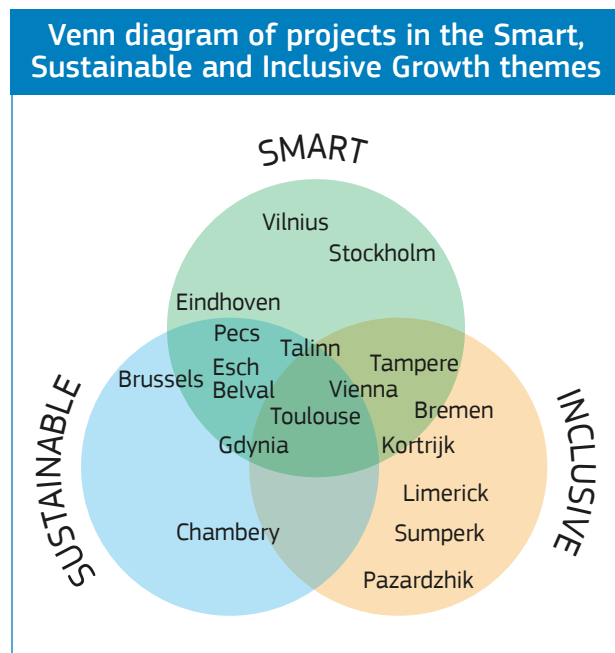 Venn diagram of projects in the Smart,
Sustainable and Inclusive Growth themes
SMART
Vilnius
Stockholm
Eindhoven
Pecs
Talinn
Tampere
Brussels
Esch
Belval
Vienna
Toulouse
Bremen
Gdynia
Kortrijk
Limerick
Chambery
Sumperk
Pazardzhik
SUSTAINABLE
INCLUSIVE